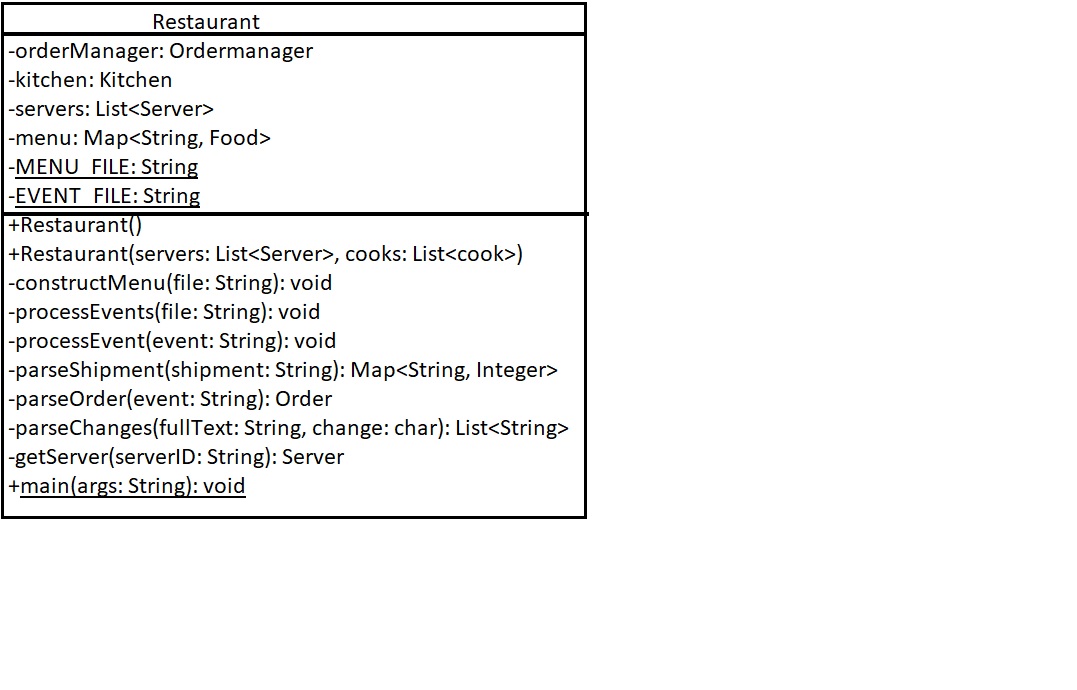 Restaurant
-orderManager: Ordermanager
-kitchen: Kitchen
-servers: List<Server>
-menu: Map<String, Food>
-MENU_FILE: String
-EVENT_FILE: String
+Restaurant()
+Restaurant(servers: List<Server>, cooks: List<cook>)
-constructMenu(file: String): void
-processEvents(file: String): void
-processEvent(event: String): void
-parseShipment(shipment: String): Map<String, Integer>
-parseOrder(event: String): Order
-parseChanges(fullText: String, change: char): List<String>
-getServer(serverID: String): Server
+main(args: String): void